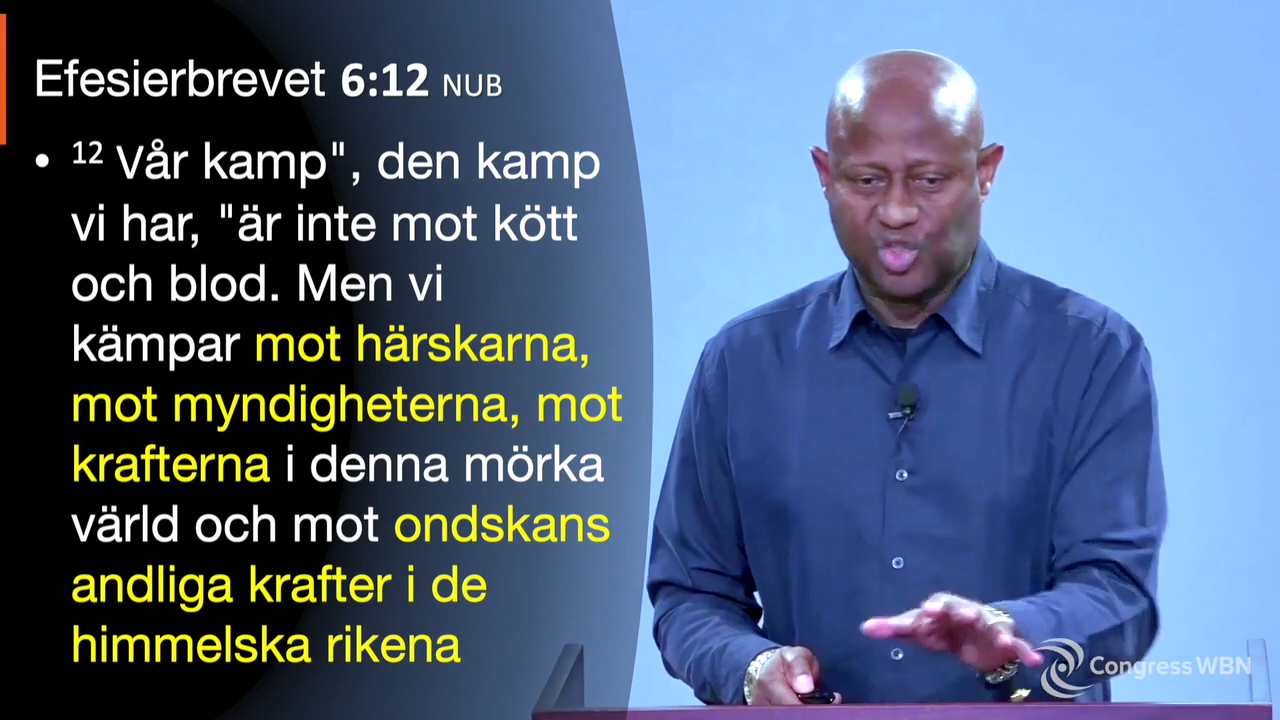 Efesierbrevet 6:12 NUB
• 12 Vår kamp", den kamp
vi har, "är inte mot kött
och blod. Men vi
kämpar mot härskarna,
mot myndigheterna, mot
krafterna i denna mörka
värld och mot ondskans
andliga krafter i de
himmelska rikena
Congress WBN